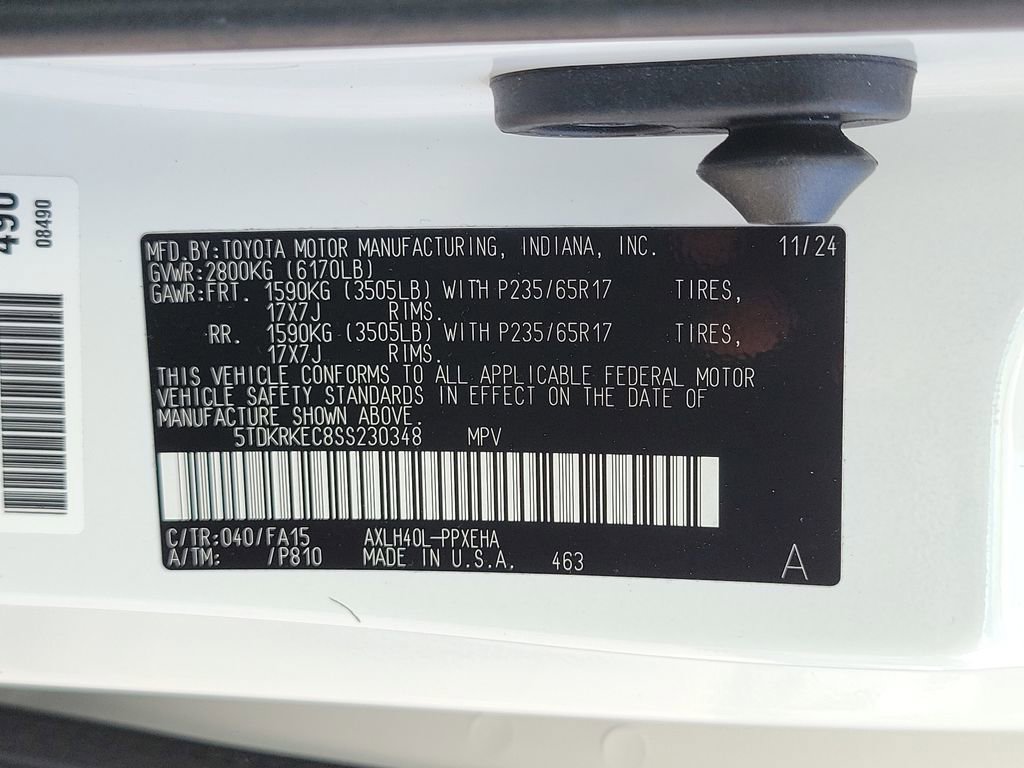 490
08490
MFD.BY:TOYOTA MOTOR MANUFACTURING, INDIANA, INC. 11/24
GVWR:2800KG (6170LB)
GAWR:FRT. 1590KG (3505LB) WITH P235/65R17 TIRES,
17X7J RIMS.
RR. 1590KG (3505LB) WITH P235/65R17 TIRES,
17X7J RIMS.
THIS VEHICLE CONFORMS TO ALL APPLICABLE FEDERAL MOTOR
VEHICLE SAFETY STANDARDS IN EFFECT ON THE DATE OF
MANUFACTURE SHOWN ABOVE.
5TDKRKEC8SS230348 MPV
C/TR:040/FA15 AXLH40L-PPXEHA
A/TM: /P810 MADE IN U.S.A. 463 A